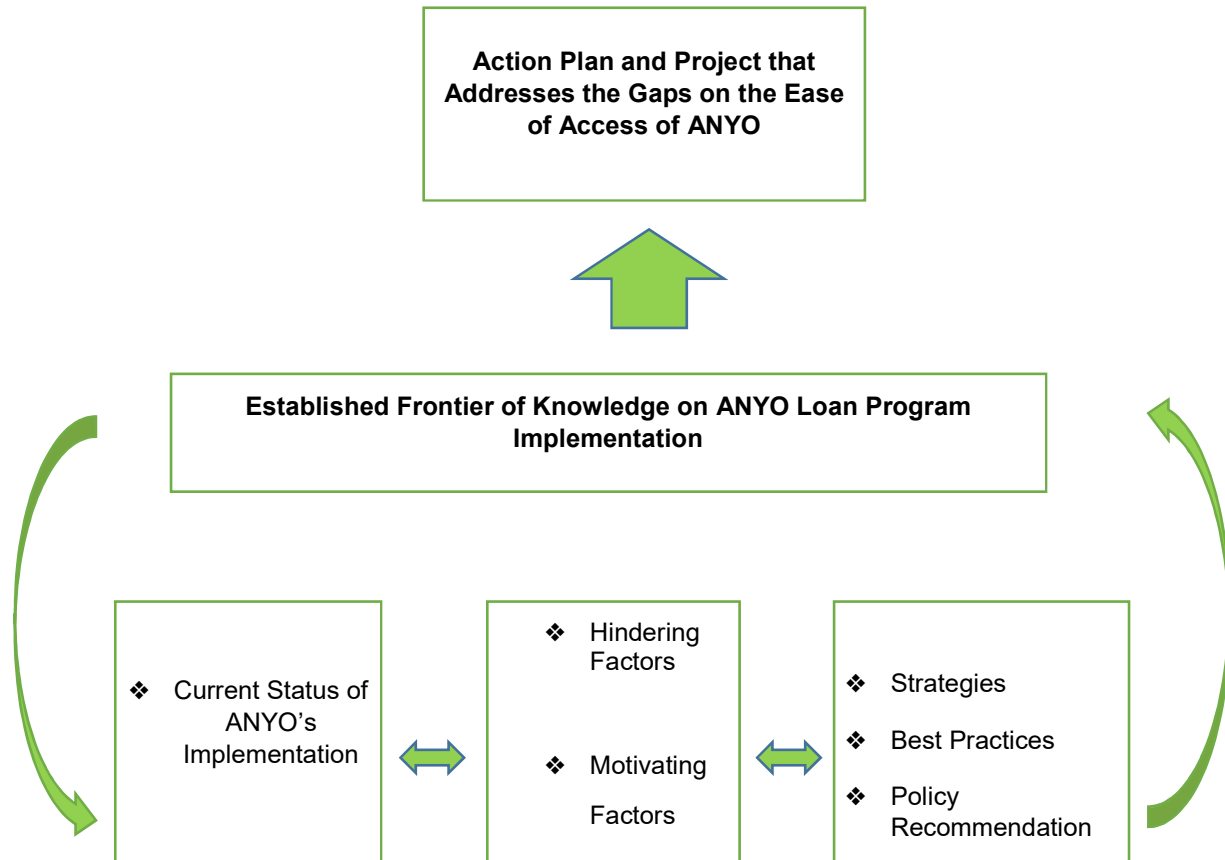 Action Plan and Project that
Addresses the Gaps on the Ease
of Access of ANYO
Established Frontier of Knowledge on ANYO Loan Program
Implementation
❖ Current Status of
ANYO’s
Implementation
❖ Hindering
Factors
❖ Motivating
Factors
❖ Strategies
❖ Best Practices
❖ Policy
Recommendation